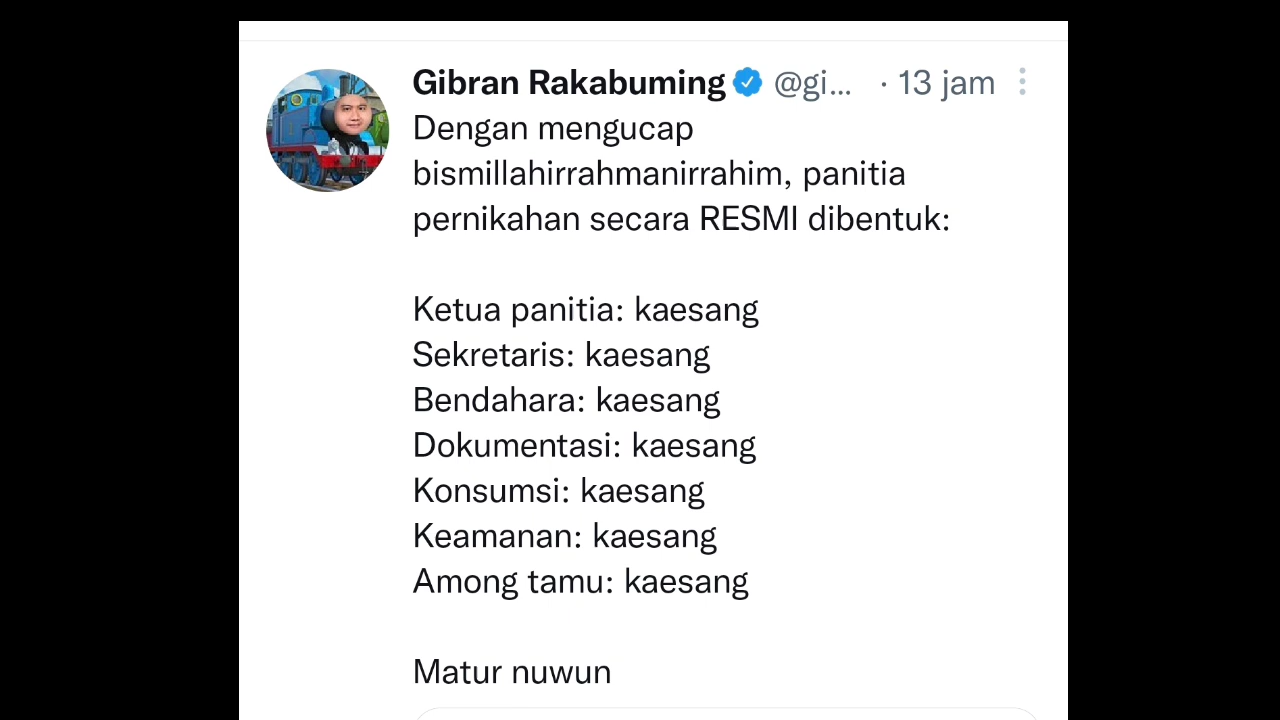 Gibran Rakabuming @gi... · 13 jam
Dengan mengucap
bismillahirrahmanirrahim, panitia
pernikahan secara RESMI dibentuk:
Ketua panitia: kaesang
Sekretaris: kaesang
Bendahara: kaesang
Dokumentasi: kaesang
Konsumsi: kaesang
Keamanan: kaesang
Among tamu: kaesang
Matur nuwun